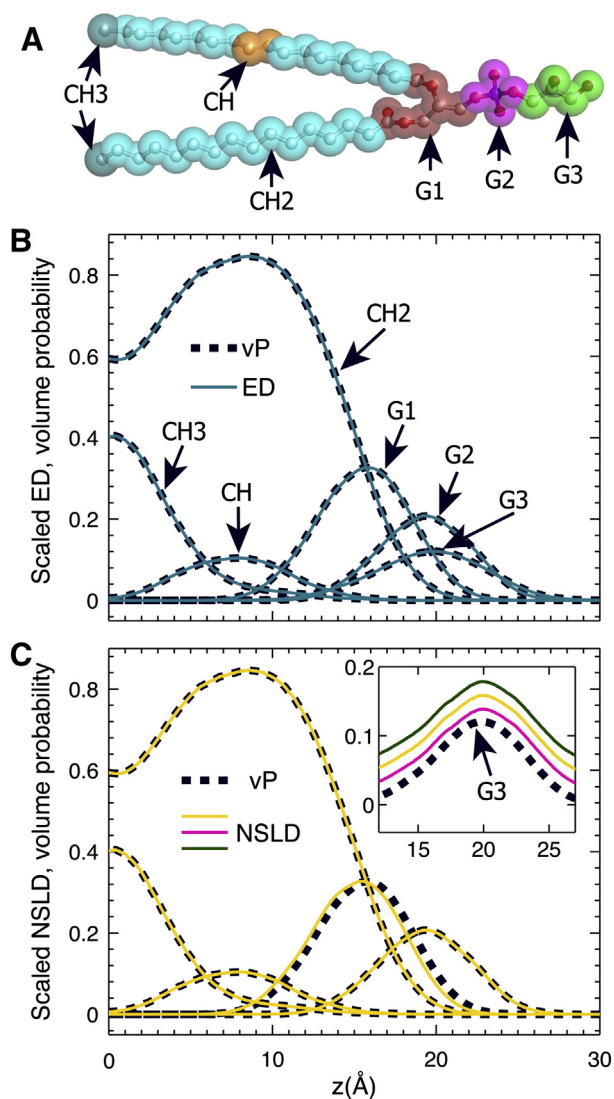 A
CH3
CH
CH2
G1
G2
G3
B
Scaled ED, volume probability
0.8
0.6
0.4
0.2
0
vP
ED
CH2
CH3
CH
G1
G2
G3
C
Scaled NSLD, volume probability
0.8
0.6
0.4
0.2
0
vP
NSLD
0.2
0.1
0
G3
15 20 25
0 10 20 30
z(Å)